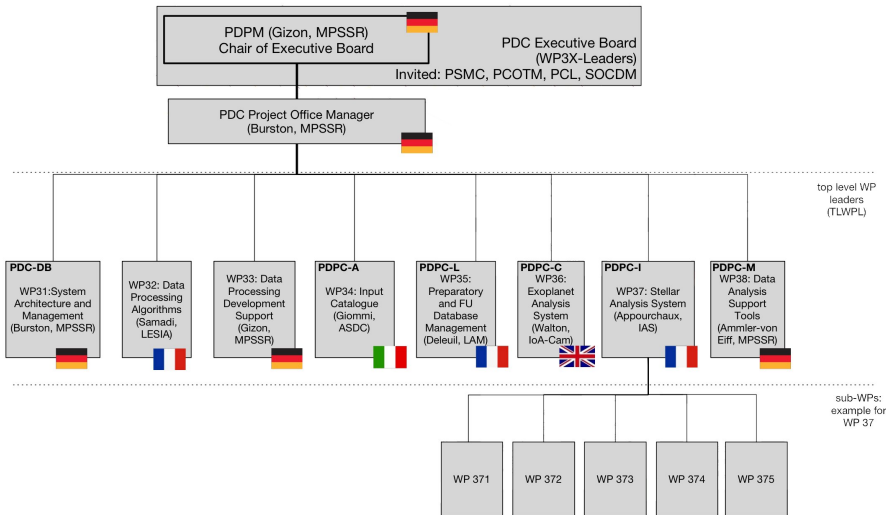 PDPM (Gizon, MPSSR)
Chair of Executive Board
PDC Executive Board
(WP3X-Leaders)
Invited: PSMC, PCOTM, PCL, SOCDM
PDC Project Office Manager
(Burston, MPSSR)
top level WP
leaders
(TLWPL)
PDC-DB
WP31:System
Architecture and
Management
(Burston, MPSSR)
WP32: Data
Processing
Algorithms
(Samadi,
LESIA)
WP33: Data
Processing
Development
Support
(Gizon,
MPSSR)
PDPC-A
WP34: Input
Catalogue
(Giommi,
ASDC)
PDPC-L
WP35:
Preparatory
and FU
Database
Management
(Deleuil, LAM)
PDPC-C
WP36:
Exoplanet
Analysis
System
(Walton,
IoA-Cam)
PDPC-I
WP37: Stellar
Analysis System
(Appourchaux,
IAS)
PDPC-M
WP38: Data
Analysis
Support
Tools
(Ammler-von
Eiff, MPSSR)
sub-WPs:
example for
WP 37
WP 371
WP 372
WP 373
WP 374
WP 375